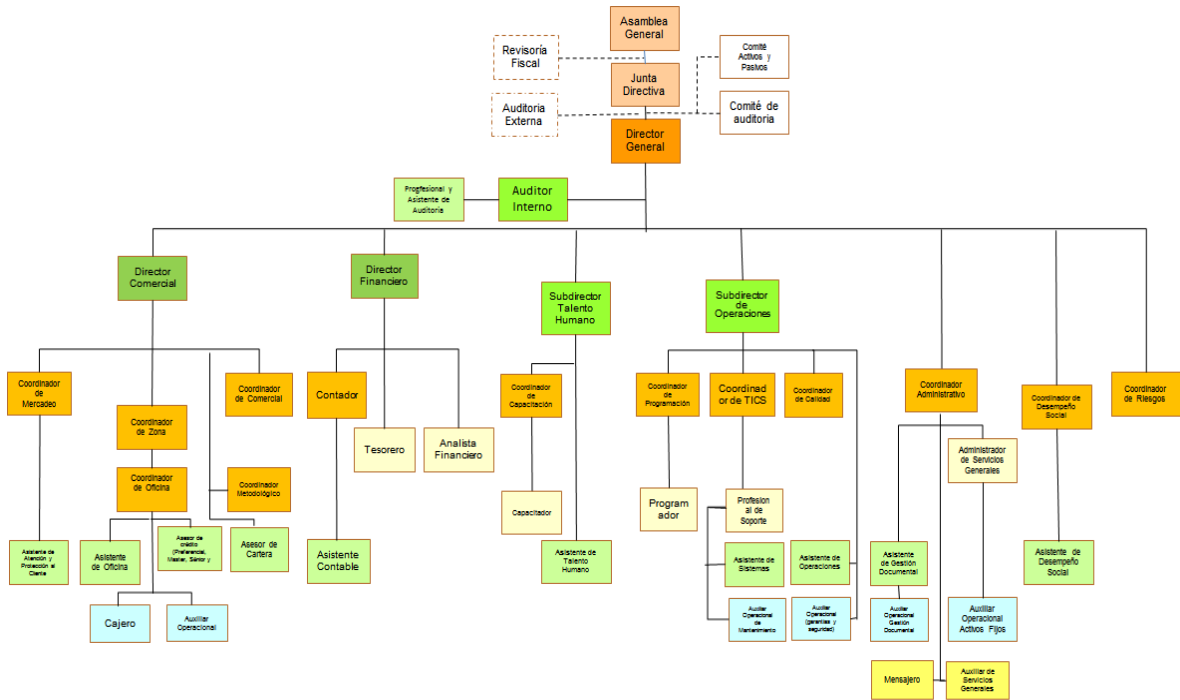 Asamblea
General
Revisoría
Fiscal
Comité
Activos y
Pasivos
Junta
Directiva
Auditoria
Externa
Comité de
auditoria
Director
General
Progfesional y
Asistente de
Auditoría
Auditor
Interno
Director
Comercial
Director
Financiero
Subdirector
Talento
Humano
Subdirector
de
Operaciones
Coordinador
de
Mercadeo
Coordinador
de Comercial
Contador
Coordinador
de
Capacitación
Coordinador
de
Programación
Coordinad
or de TICS
Coordinador
de Calidad
Coordinador
Administrativo
Coordinador de
Desempeño
Social
Coordinador
de Riesgos
Coordinador
de Zona
Tesorero
Analista
Financiero
Administrador
de Servicios
Generales
Coordinador
de Oficina
Coordinador
Metodológico
Capacitador
Program
ador
Profesion
al de
Soporte
Asistente de
Atención y
Protección al
Cliente
Asistente
de Oficina
Asesor de
crédito
(Preferencial,
Master, Sénior y
Asesor de
Cartera
Asistente
Contable
Asistente de
Talento
Humano
Asistente de
Sistemas
Asistente de
Operaciones
Asistente
de Gestión
Documental
Asistente de
Desempeño
Social
Cajero
Auxiliar
Operacional
Auxiliar
Operacional
de
Mantenimiento
Auxiliar
Operacional
(garantías y
seguridad)
Auxiliar
Operacional
Gestión
Documental
Auxiliar
Operacional
Activos Fijos
Mensajero
Auxiliar de
Servicios
Generales